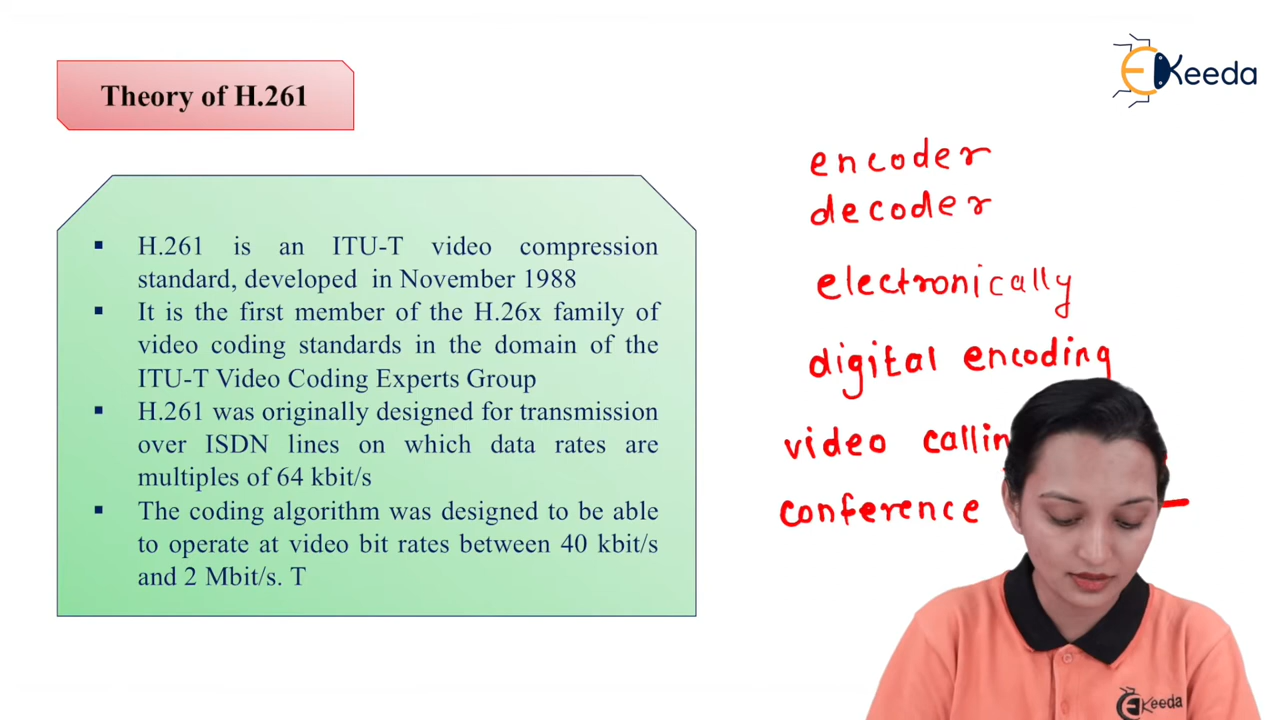 Keeda
Theory of H.261
H.261 is an ITU-T video compression
standard, developed in November 1988
It is the first member of the H.26x family of
video coding standards in the domain of the
ITU-T Video Coding Experts Group
H.261 was originally designed for transmission
over ISDN lines on which data rates are
multiples of 64 kbit/s
The coding algorithm was designed to be able
to operate at video bit rates between 40 kbit/s
and 2 Mbit/s. T
encoder
decoder
electronically
digital encoding
video callin
conference
Keeda